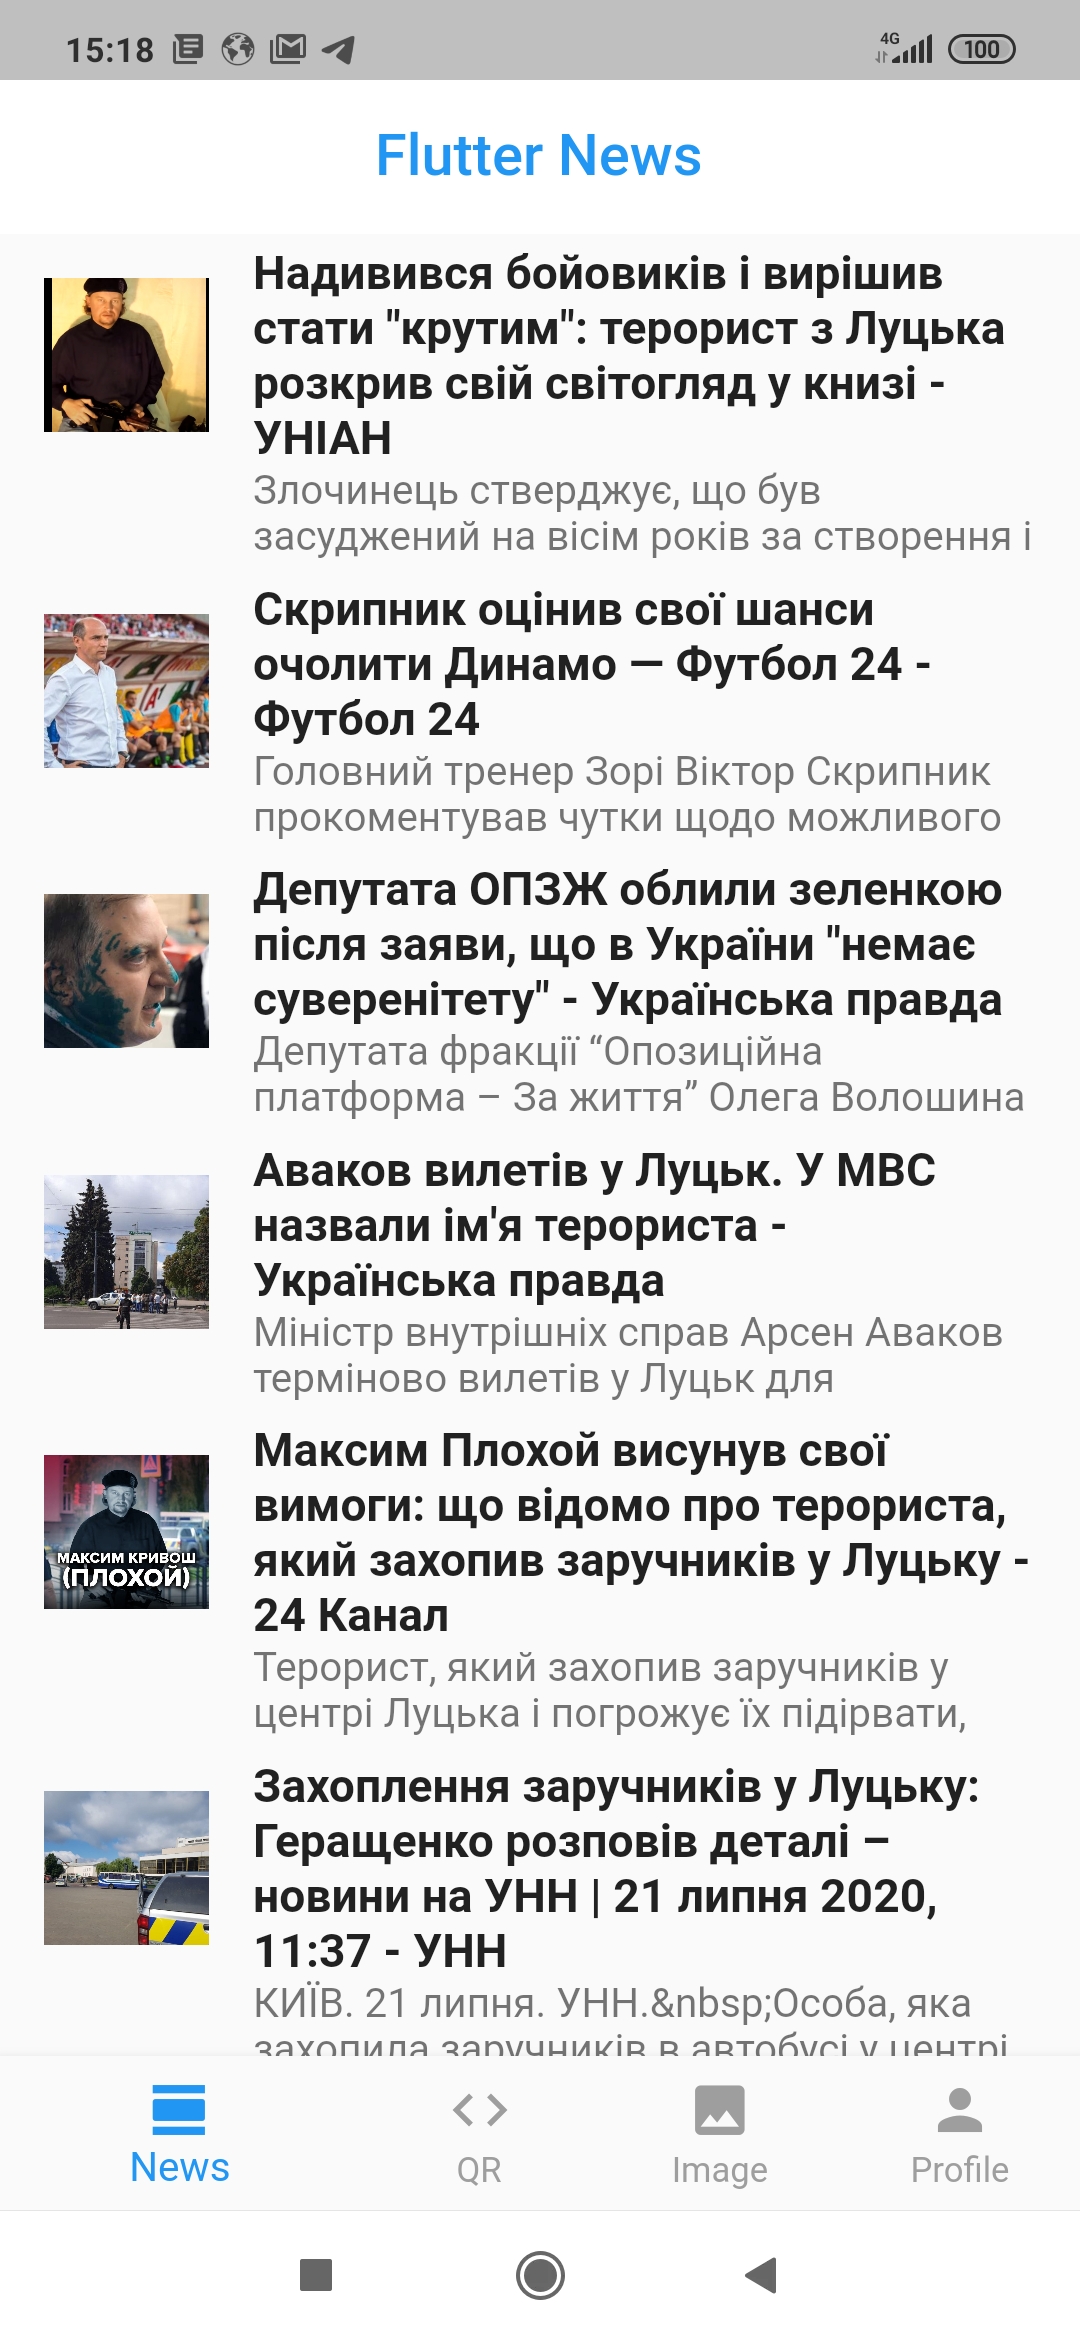 15:18
4G
100
Flutter News
Надивився бойовиків і вирішив
стати "крутим": терорист з Луцька
розкрив свій світогляд у книзі -
УНІАН
Злочинець стверджує, що був
засуджений на вісім років за створення і
Скрипник оцінив свої шанси
очолити Динамо — Футбол 24 -
Футбол 24
Головний тренер Зорі Віктор Скрипник
прокоментував чутки щодо можливого
Депутата ОПЗЖ облили зеленкою
після заяви, що в України "немає
суверенітету" - Українська правда
Депутата фракції “Опозиційна
платформа – За життя” Олега Волошина
Аваков вилетів у Луцьк. У МВС
назвали ім'я терориста -
Українська правда
Міністр внутрішніх справ Арсен Аваков
терміново вилетів у Луцьк для
МАКСИМ КРИВОШ
(ПЛОХОЙ)
Максим Плохой висунув свої
вимоги: що відомо про терориста,
який захопив заручників у Луцьку -
24 Канал
Терорист, який захопив заручників у
центрі Луцька і погрожує їх підірвати,
Захоплення заручників у Луцьку:
Геращенко розповів деталі –
новини на УНН | 21 липня 2020,
11:37 - УНН
КИЇВ. 21 липня. УНН.&nbsp;Особа, яка
захопила заручників в автобусі у центрі
News
QR
Image
Profile